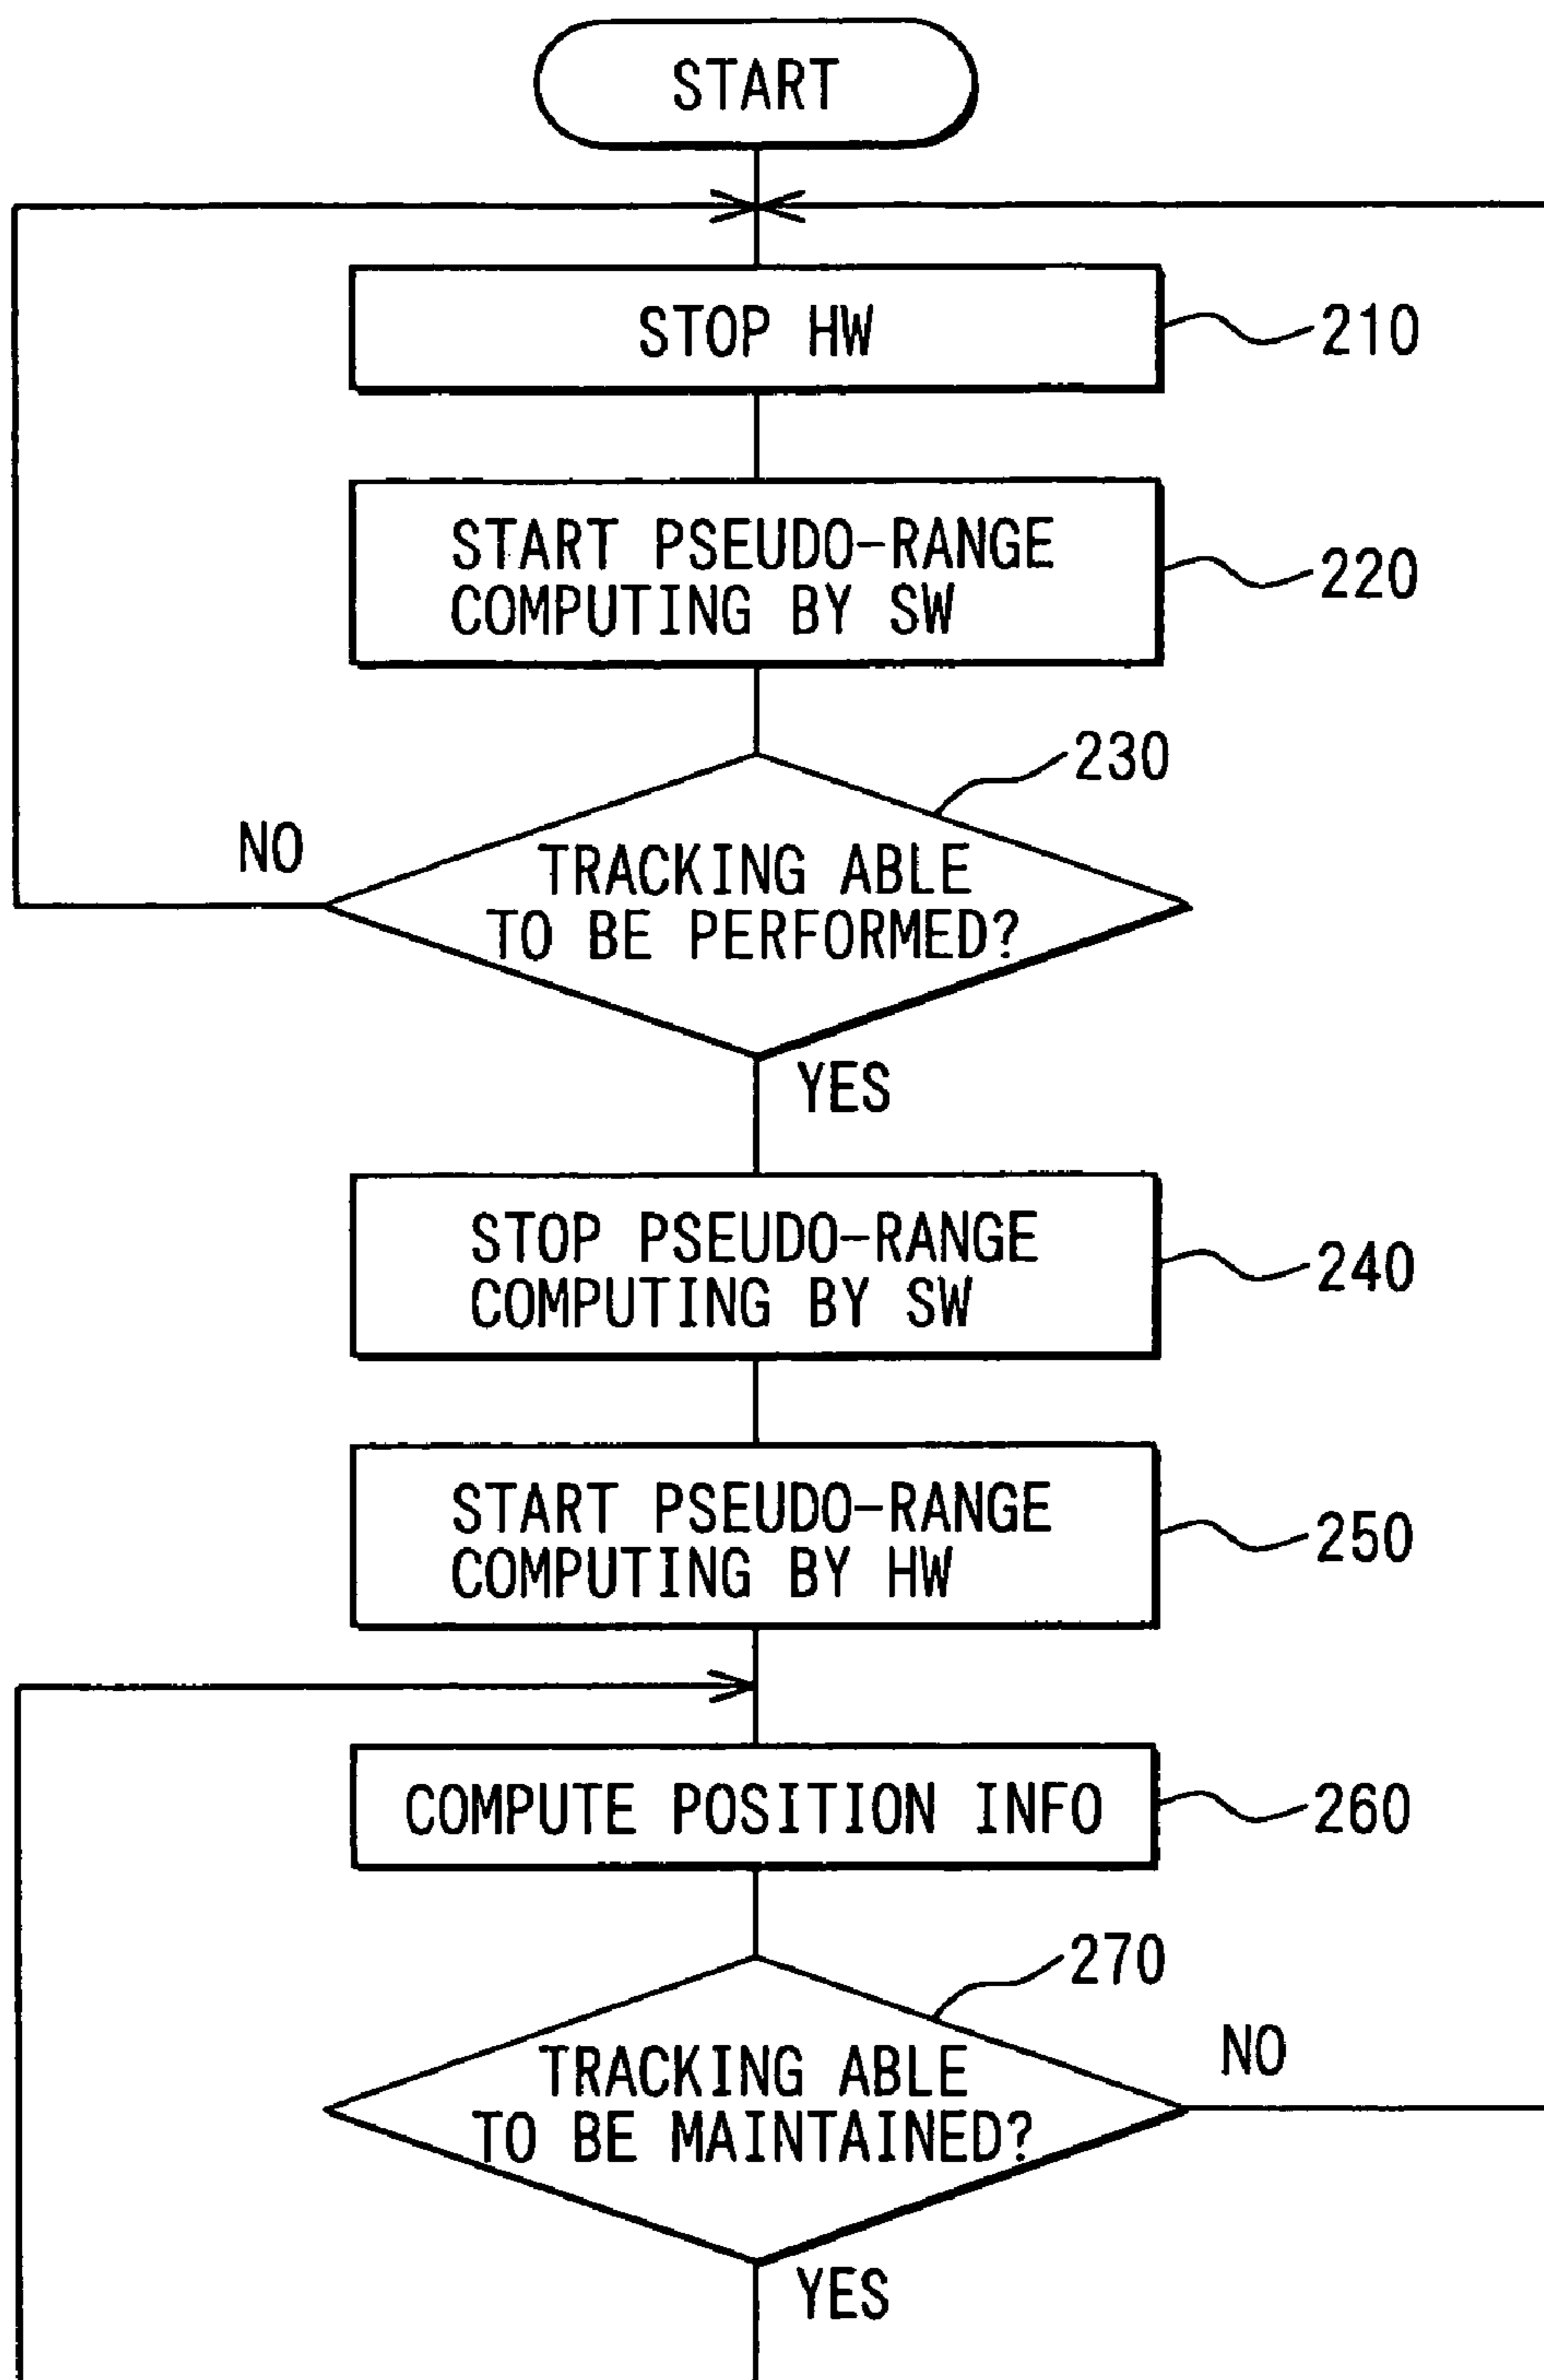 START
STOP HW
210
START PSEUDO-RANGE
COMPUTING BY SW
220
230
NO
TRACKING ABLE
TO BE PERFORMED?
YES
STOP PSEUDO-RANGE
COMPUTING BY SW
240
START PSEUDO-RANGE
COMPUTING BY HW
250
COMPUTE POSITION INFO
260
270
TRACKING ABLE
TO BE MAINTAINED?
NO
YES